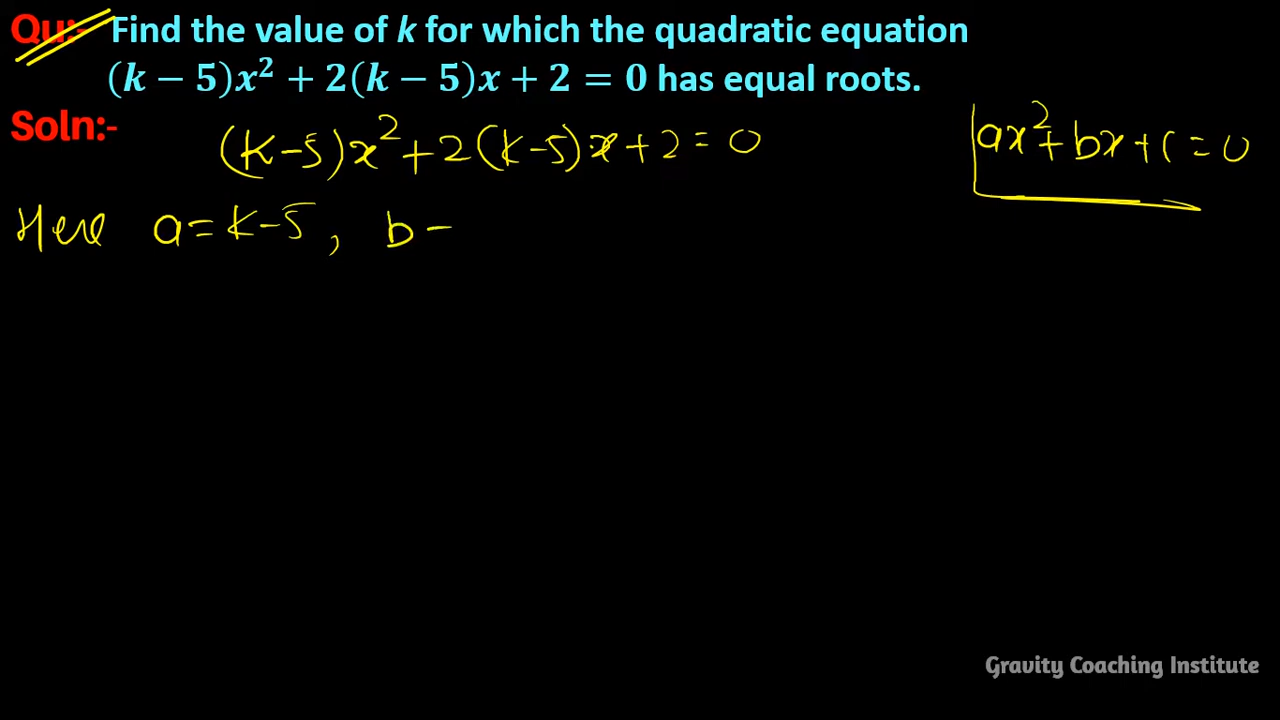 Qu:- Find the value of k for which the quadratic equation
(k − 5)x² + 2(k − 5)x + 2 = 0 has equal roots.
Soln:-
(k-5)x²+2(k-5)x+2=0
ax²+bx+c=0
Here a=k-5, b-
Gravity Coaching Institute